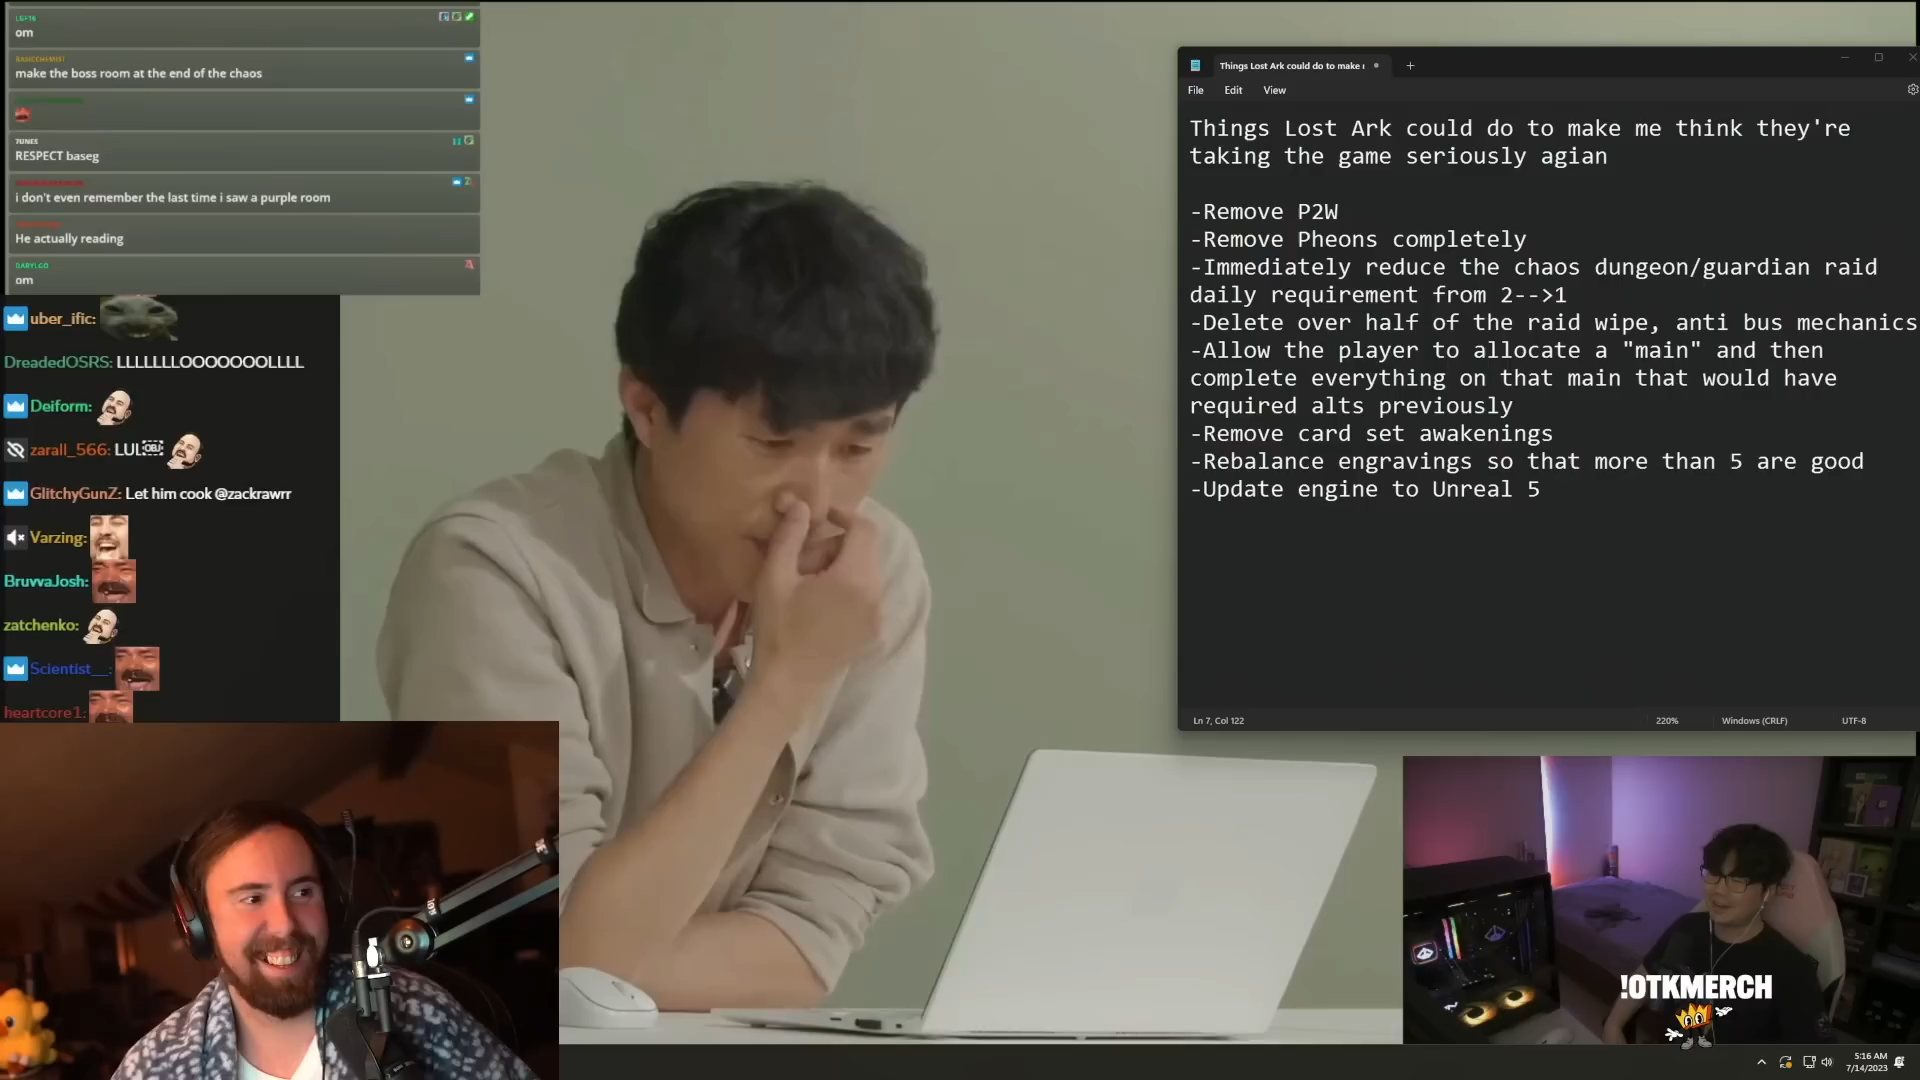 LGF36
om
make the boss room at the end of the chaos
7UNES
RESPECT baseg
i don't even remember the last time i saw a purple room
He actually reading
DARYLGO
om
uber_ific:
DreadedOSRS: LLLLLLLOOOOOOOLLLL
Deiform:
zarall_566: LUL OBJ
GlitchyGunZ: Let him cook @zackrawrr
Varzing:
BruvvaJosh:
zatchenko:
Scientist__:
heartcore1:
Things Lost Ark could do to make r
File Edit View
Things Lost Ark could do to make me think they're
taking the game seriously agian
-Remove P2W
-Remove Pheons completely
-Immediately reduce the chaos dungeon/guardian raid
daily requirement from 2-->1
-Delete over half of the raid wipe, anti bus mechanics
-Allow the player to allocate a "main" and then
complete everything on that main that would have
required alts previously
-Remove card set awakenings
-Rebalance engravings so that more than 5 are good
-Update engine to Unreal 5
Ln 7, Col 122 220% Windows (CRLF) UTF-8
!OTKMERCH
5:16 AM
7/14/2023